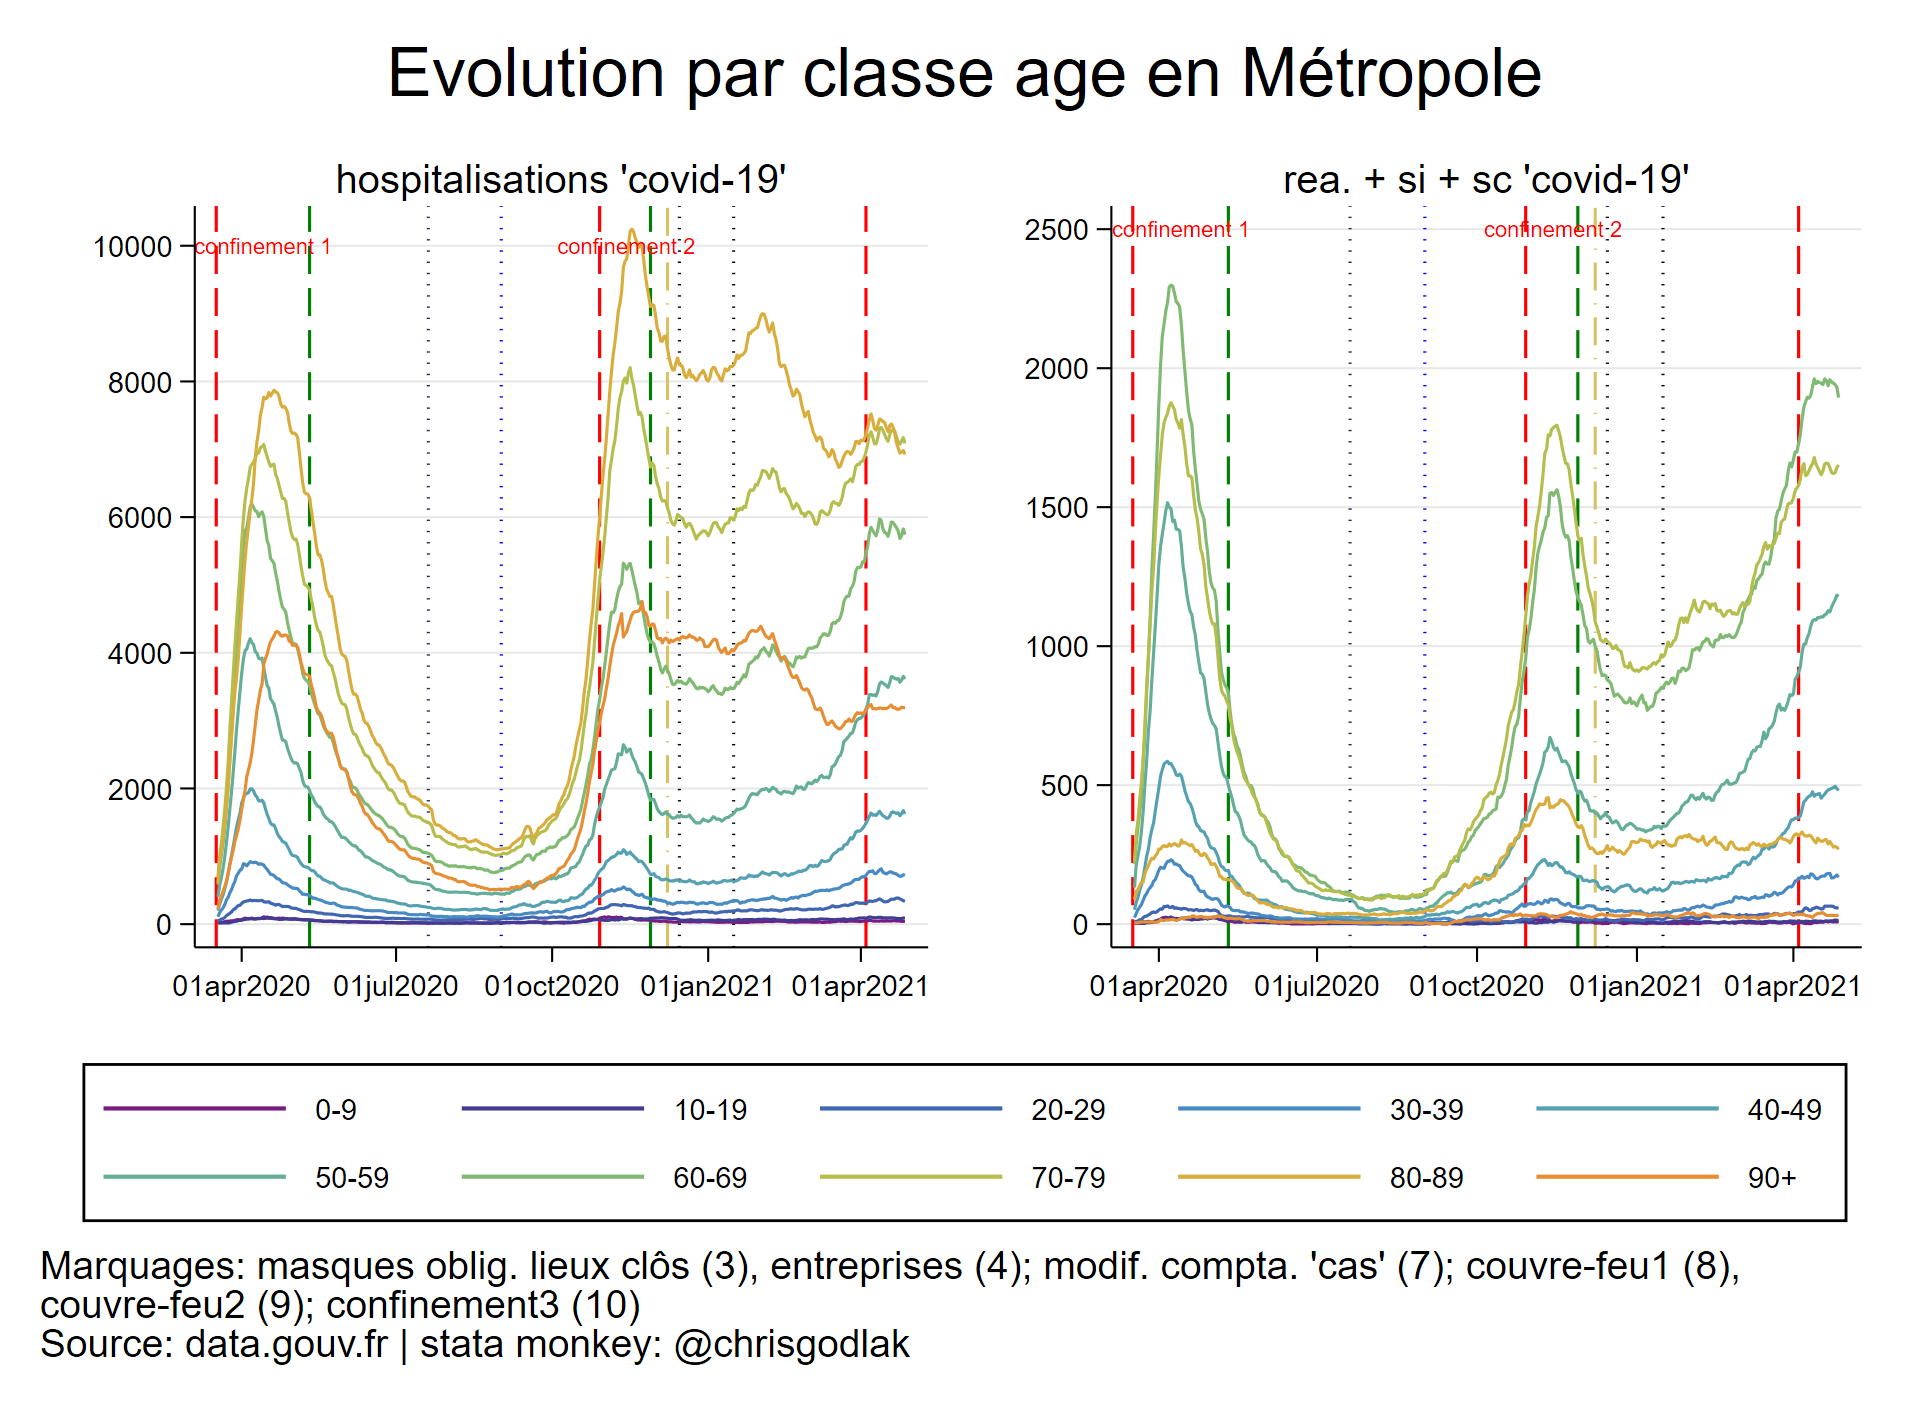 Evolution par classe age en Métropole
hospitalisations 'covid-19'
confinement 1
confinement 2
10000
8000
6000
4000
2000
0
01apr2020 01jul2020 01oct2020 01jan2021 01apr2021
rea. + si + sc 'covid-19'
confinement 1
confinement 2
2500
2000
1500
1000
500
0
01apr2020 01jul2020 01oct2020 01jan2021 01apr2021
0-9 10-19 20-29 30-39 40-49
50-59 60-69 70-79 80-89 90+
Marquages: masques oblig. lieux clôs (3), entreprises (4); modif. compta. 'cas' (7); couvre-feu1 (8),
couvre-feu2 (9); confinement3 (10)
Source: data.gouv.fr | stata monkey: @chrisgodlak